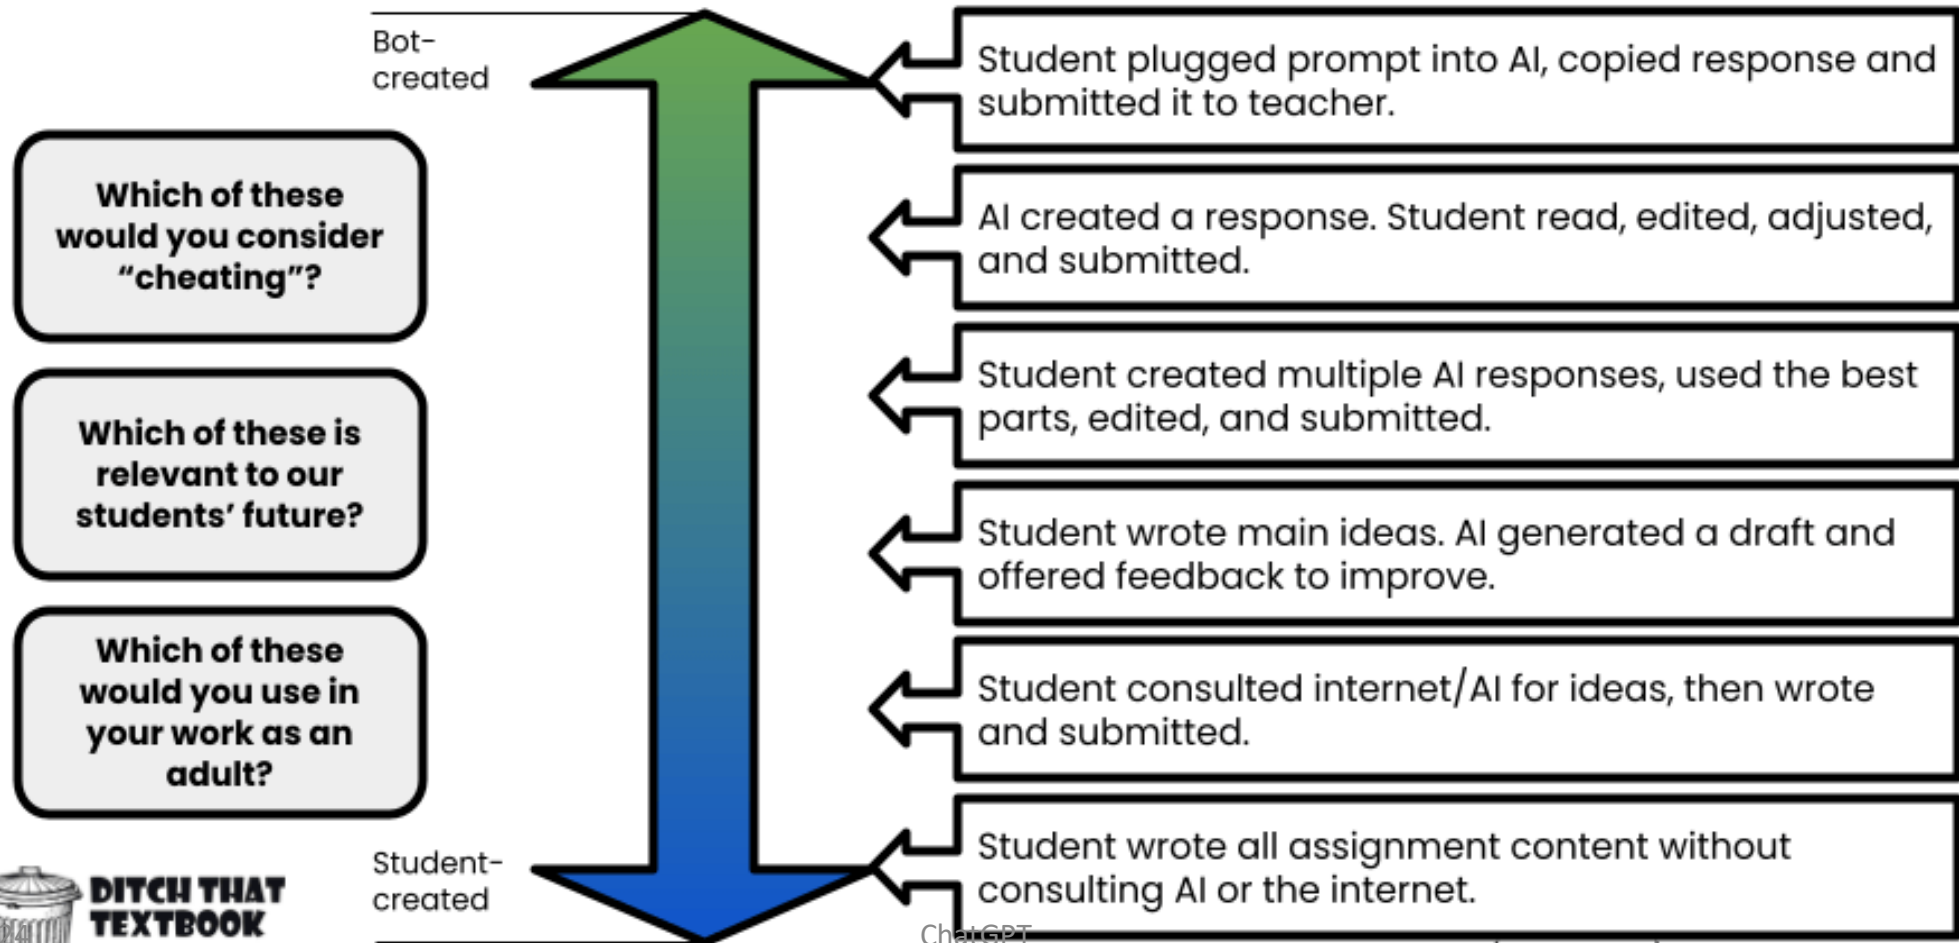 Bot-
created
Student plugged prompt into AI, copied response and
submitted it to teacher.
Which of these
would you consider
“cheating”?
AI created a response. Student read, edited, adjusted,
and submitted.
Student created multiple AI responses, used the best
parts, edited, and submitted.
Which of these is
relevant to our
students’ future?
Student wrote main ideas. AI generated a draft and
offered feedback to improve.
Which of these
would you use in
your work as an
adult?
Student consulted internet/AI for ideas, then wrote
and submitted.
Student-
created
Student wrote all assignment content without
consulting AI or the internet.
DITCH THAT
TEXTBOOK
ChatGPT